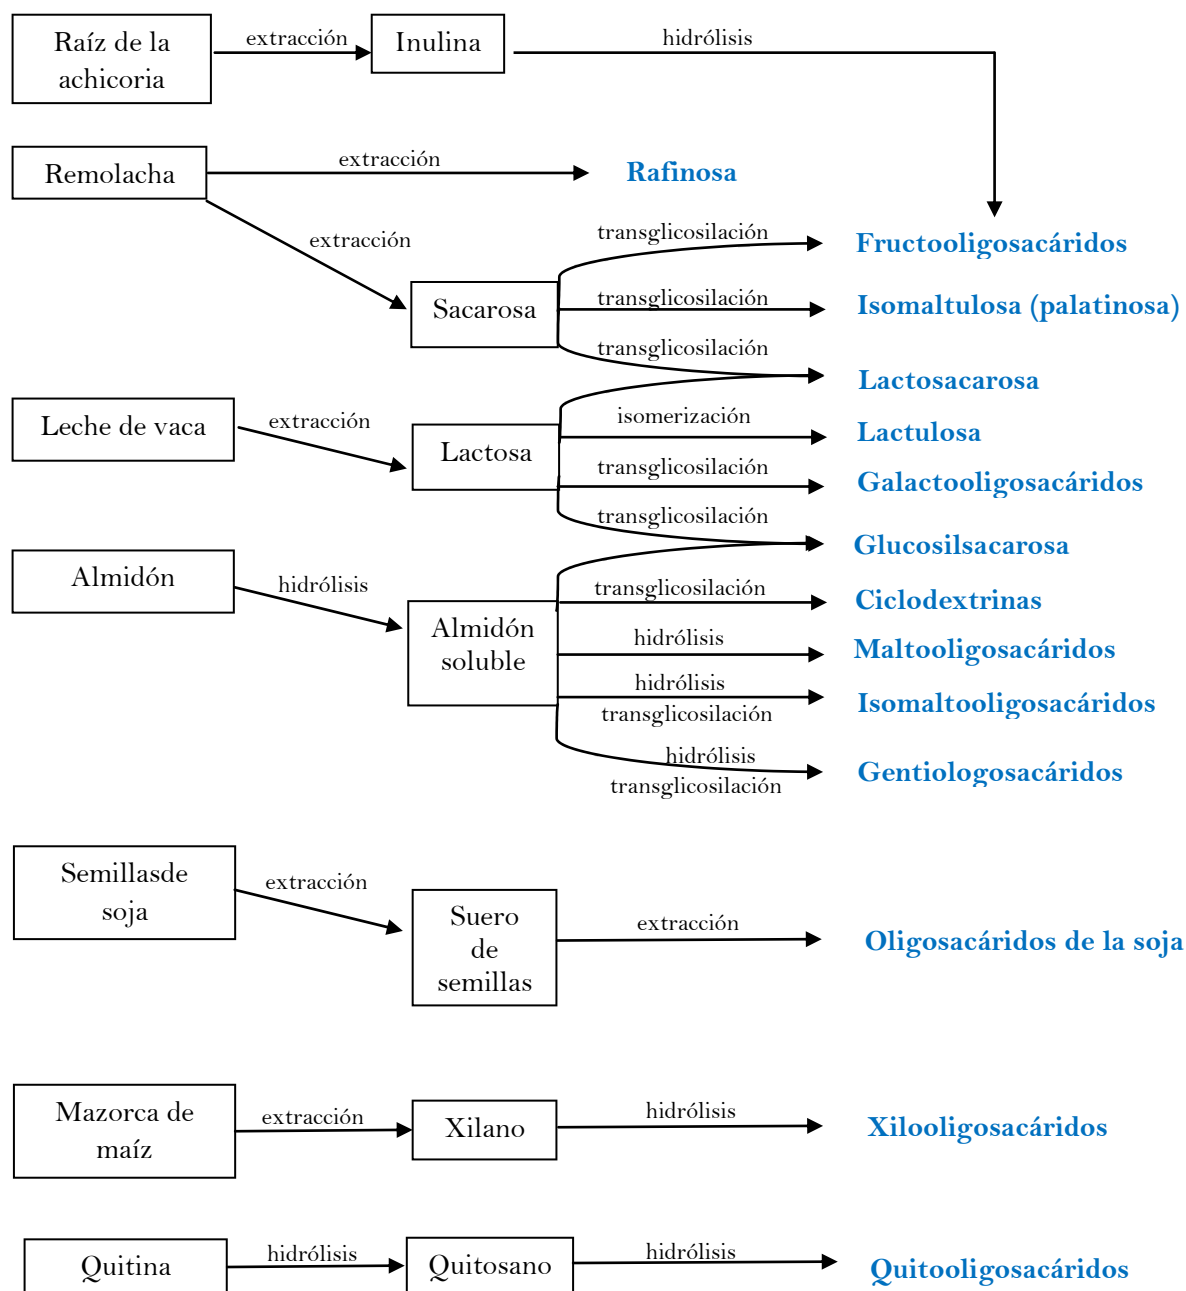 Raíz de la
achicoria
extracción
Inulina
hidrólisis
Remolacha
extracción
Rafinosa
extracción
Sacarosa
transglicosilación
Fructooligosacáridos
transglicosilación
Isomaltulosa (palatinosa)
transglicosilación
Lactosacarosa
Leche de vaca
extracción
Lactosa
isomerización
Lactulosa
transglicosilación
Galactooligosacáridos
transglicosilación
Glucosilsacarosa
Almidón
hidrólisis
Almidón
soluble
transglicosilación
Ciclodextrinas
hidrólisis
Maltooligosacáridos
hidrólisis
transglicosilación
Isomaltooligosacáridos
hidrólisis
transglicosilación
Gentiologosacáridos
Semillasde
soja
extracción
Suero
de
semillas
extracción
Oligosacáridos de la soja
Mazorca de
maíz
extracción
Xilano
hidrólisis
Xilooligosacáridos
Quitina
hidrólisis
Quitosano
hidrólisis
Quitooligosacáridos